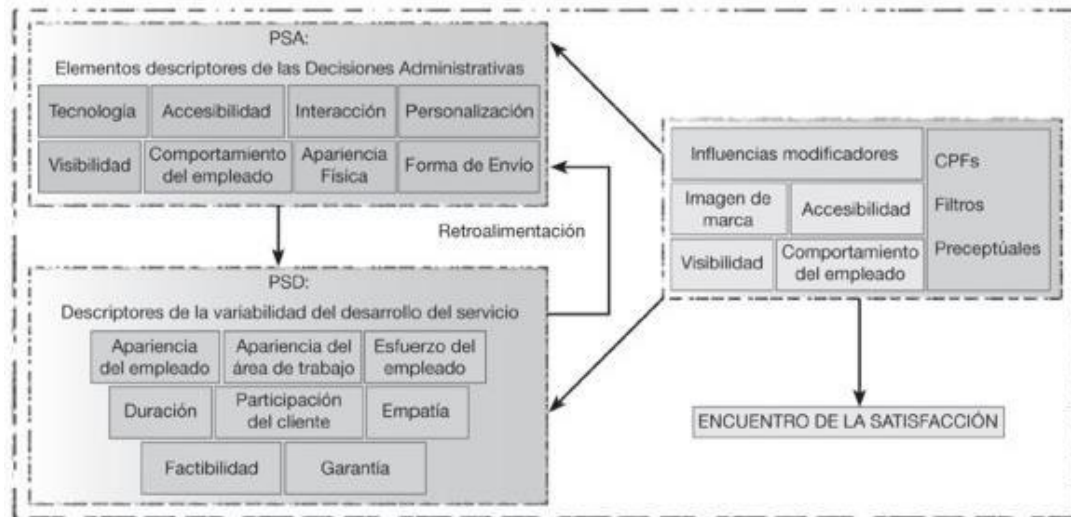 PSA:
Elementos descriptores de las Decisiones Administrativas
Tecnología
Accesibilidad
Interacción
Personalización
Visibilidad
Comportamiento
del empleado
Apariencia
Física
Forma de Envío
Retroalimentación
PSD:
Descriptores de la variabilidad del desarrollo del servicio
Apariencia
del empleado
Apariencia del
área de trabajo
Esfuerzo del
empleado
Duración
Participación
del cliente
Empatía
Factibilidad
Garantía
Influencias modificadores
Imagen de
marca
Accesibilidad
Visibilidad
Comportamiento
del empleado
CPFs
Filtros
Preceptúales
ENCUENTRO DE LA SATISFACCIÓN